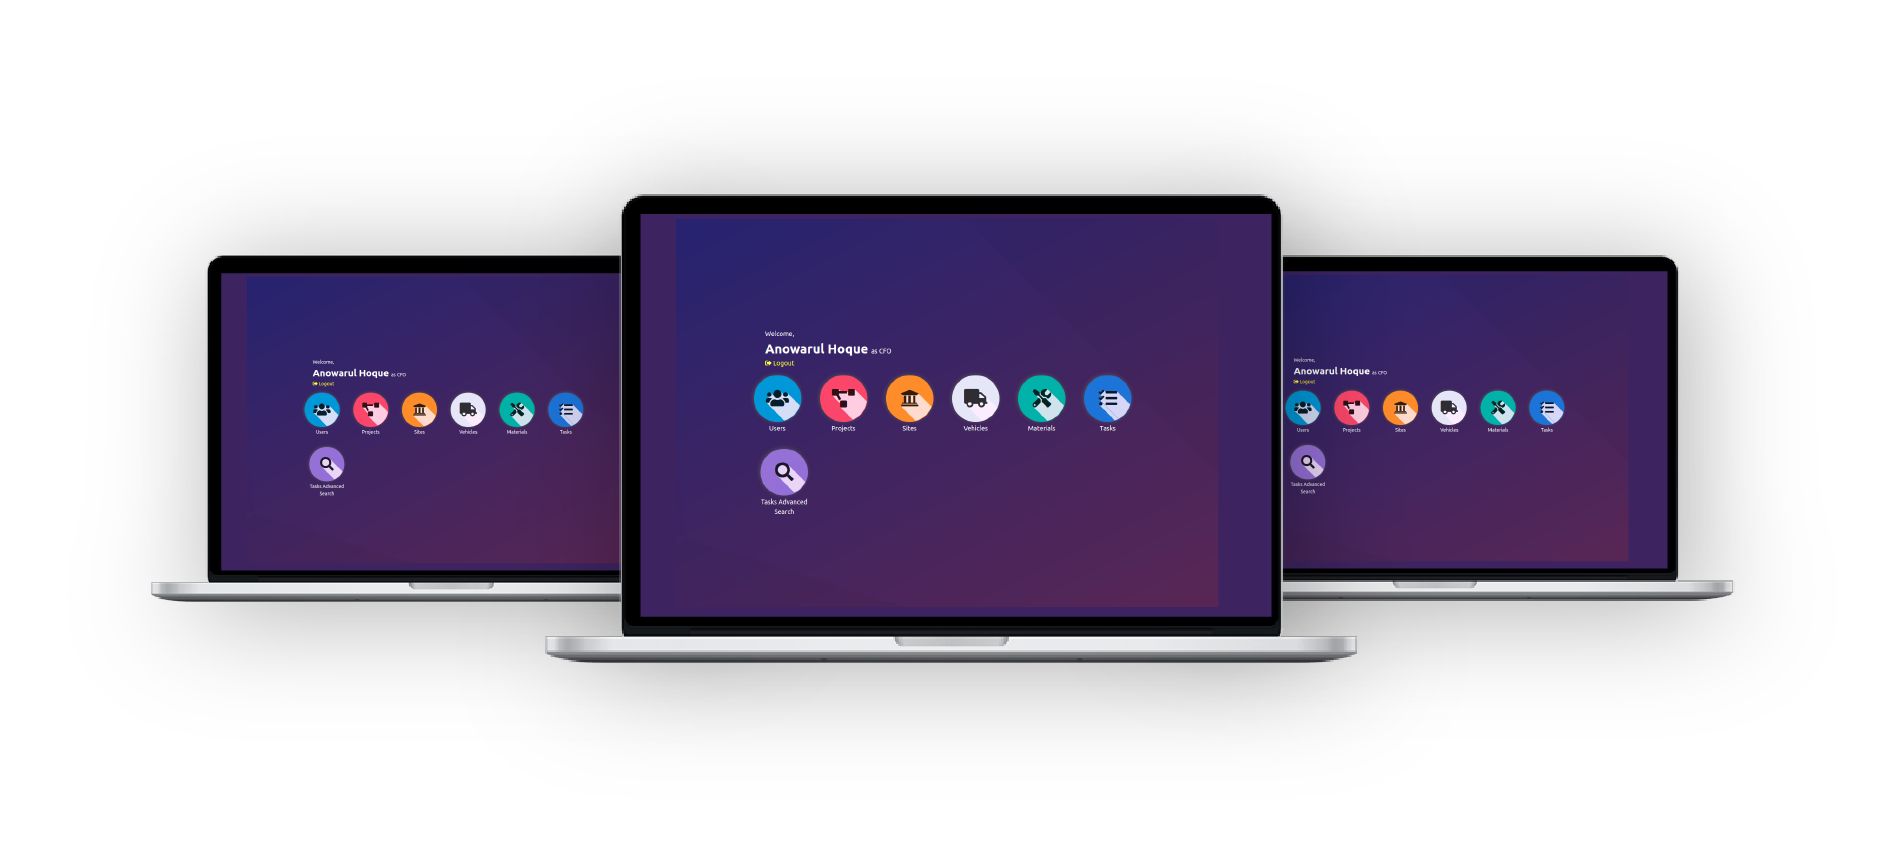 Welcome,
Anowarul Hoque as CFO
Logout
Users Projects Sites Vehicles Materials Tasks
Tasks Advanced
Search
Welcome,
Anowarul Hoque as CFO
Logout
Users Projects Sites Vehicles Materials Tasks
Tasks Advanced
Search
Welcome,
Anowarul Hoque as CFO
Logout
Users Projects Sites Vehicles Materials Tasks
Tasks Advanced
Search